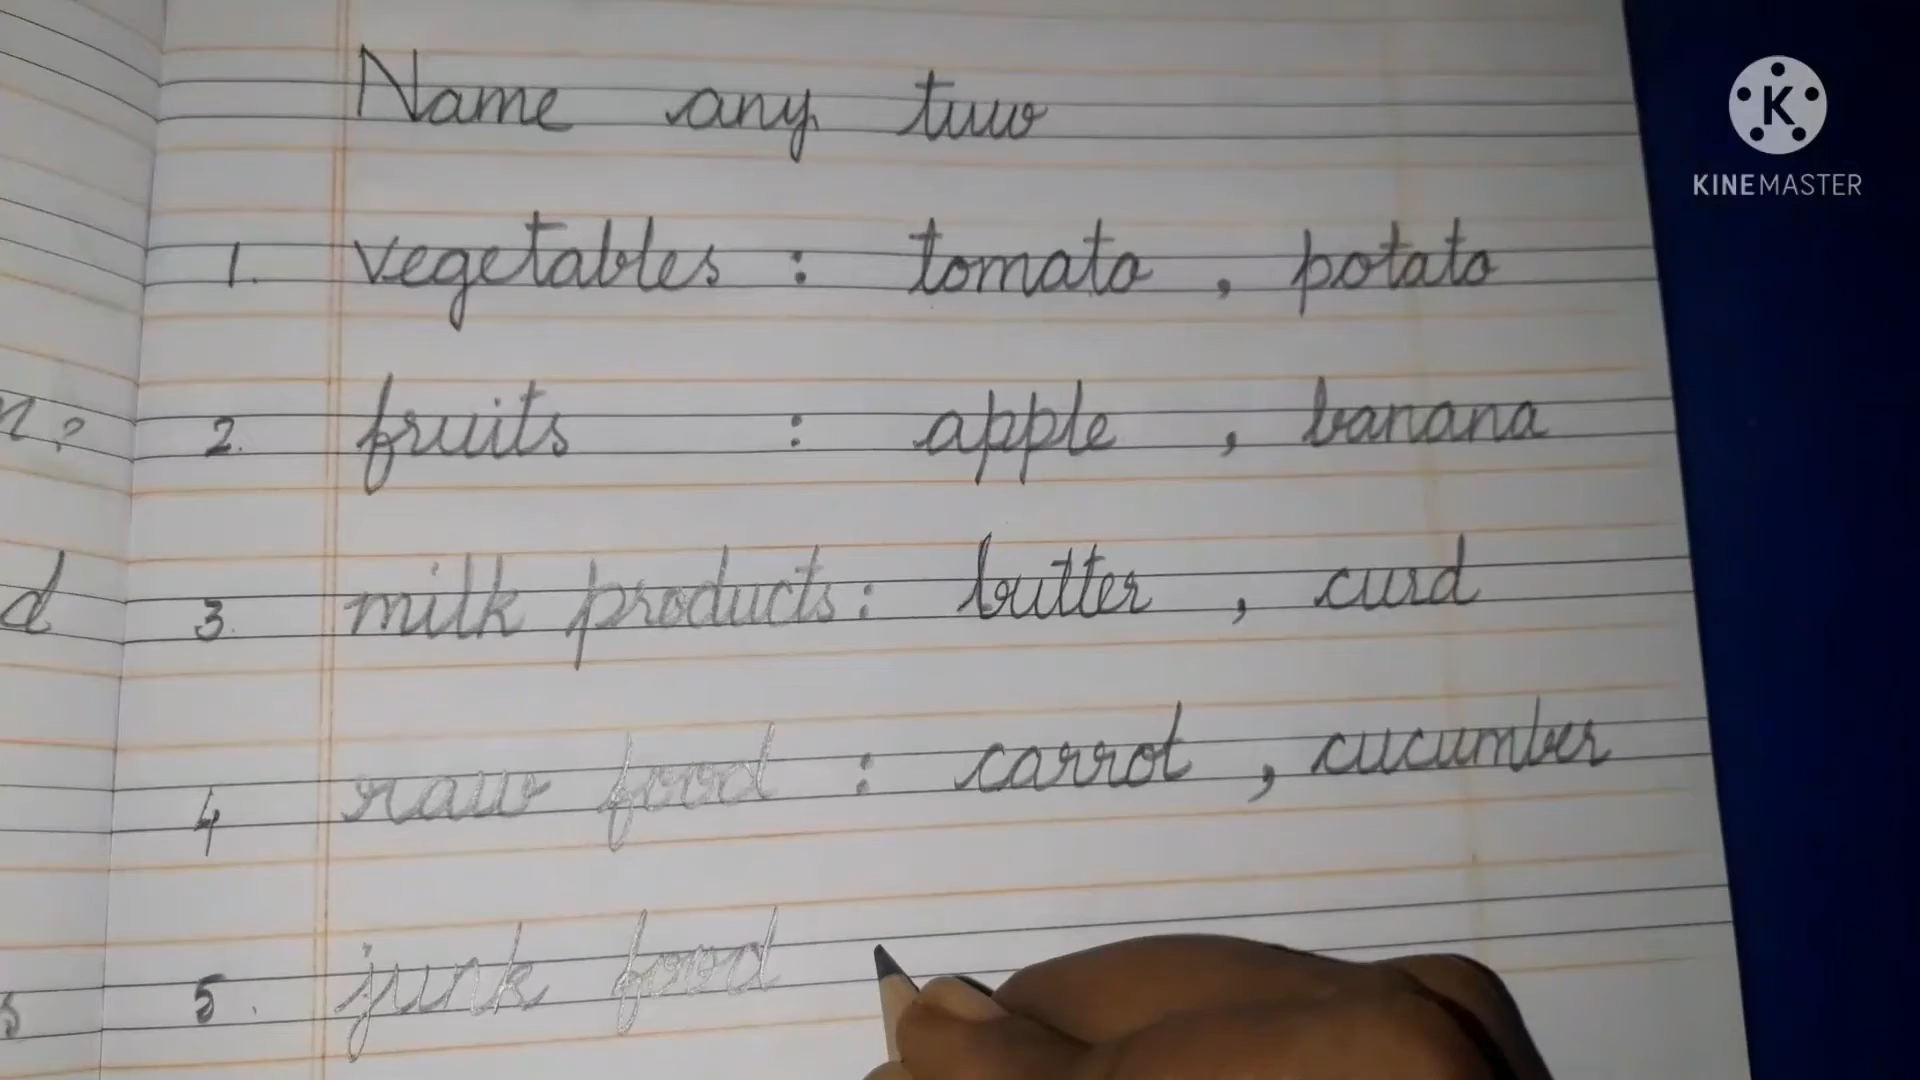 Name any two
1. vegetables : tomato , potato
2. fruits : apple , banana
3. milk products : butter , curd
4 raw food : carrot , cucumber
5. junk food
KINEMASTER